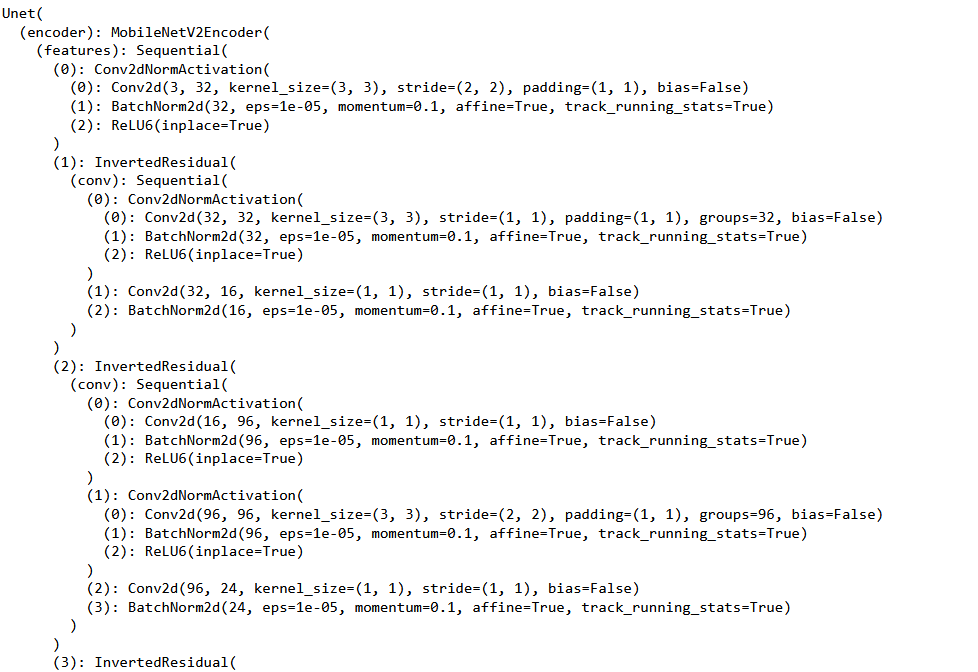 Unet(
  (encoder): MobileNetV2Encoder(
    (features): Sequential(
      (0): Conv2dNormActivation(
        (0): Conv2d(3, 32, kernel_size=(3, 3), stride=(2, 2), padding=(1, 1), bias=False)
        (1): BatchNorm2d(32, eps=1e-05, momentum=0.1, affine=True, track_running_stats=True)
        (2): ReLU6(inplace=True)
      )
      (1): InvertedResidual(
        (conv): Sequential(
          (0): Conv2dNormActivation(
            (0): Conv2d(32, 32, kernel_size=(3, 3), stride=(1, 1), padding=(1, 1), groups=32, bias=False)
            (1): BatchNorm2d(32, eps=1e-05, momentum=0.1, affine=True, track_running_stats=True)
            (2): ReLU6(inplace=True)
          )
          (1): Conv2d(32, 16, kernel_size=(1, 1), stride=(1, 1), bias=False)
          (2): BatchNorm2d(16, eps=1e-05, momentum=0.1, affine=True, track_running_stats=True)
        )
      )
      (2): InvertedResidual(
        (conv): Sequential(
          (0): Conv2dNormActivation(
            (0): Conv2d(16, 96, kernel_size=(1, 1), stride=(1, 1), bias=False)
            (1): BatchNorm2d(96, eps=1e-05, momentum=0.1, affine=True, track_running_stats=True)
            (2): ReLU6(inplace=True)
          )
          (1): Conv2dNormActivation(
            (0): Conv2d(96, 96, kernel_size=(3, 3), stride=(2, 2), padding=(1, 1), groups=96, bias=False)
            (1): BatchNorm2d(96, eps=1e-05, momentum=0.1, affine=True, track_running_stats=True)
            (2): ReLU6(inplace=True)
          )
          (2): Conv2d(96, 24, kernel_size=(1, 1), stride=(1, 1), bias=False)
          (3): BatchNorm2d(24, eps=1e-05, momentum=0.1, affine=True, track_running_stats=True)
        )
      )
      (3): InvertedResidual(